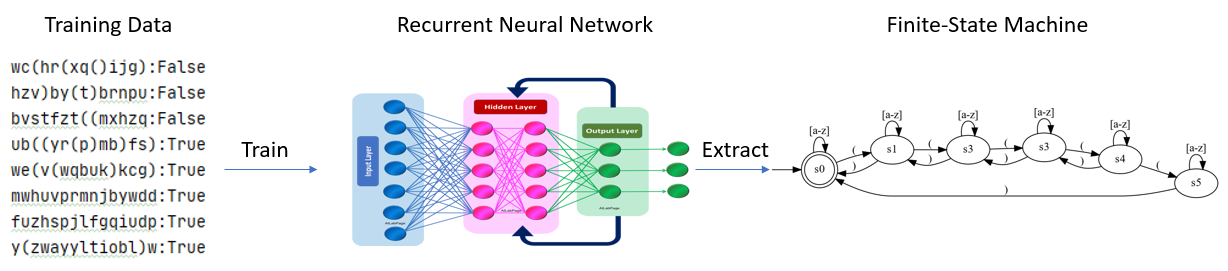 Training Data
Recurrent Neural Network
Finite-State Machine
wc(hr(xq()ijg):False
hzv)by(t)brnpu:False
bvstfzt((mxhzq:False
ub((yr(p)mb)fs):True
we(v(wqbuk)kcg):True
mwhuvprmnjbywdd:True
fuzhspjlfgqiudp:True
y(zwayyltiobl)w:True
Train
Input Layer
Hidden Layer
AILabPage
Output Layer
AILabPage
Extract
[a-z]
[a-z]
[a-z]
[a-z]
[a-z]
[a-z]
s0
s1
s3
s3
s4
s5
(
(
(
(
(
)
)
)
)
)